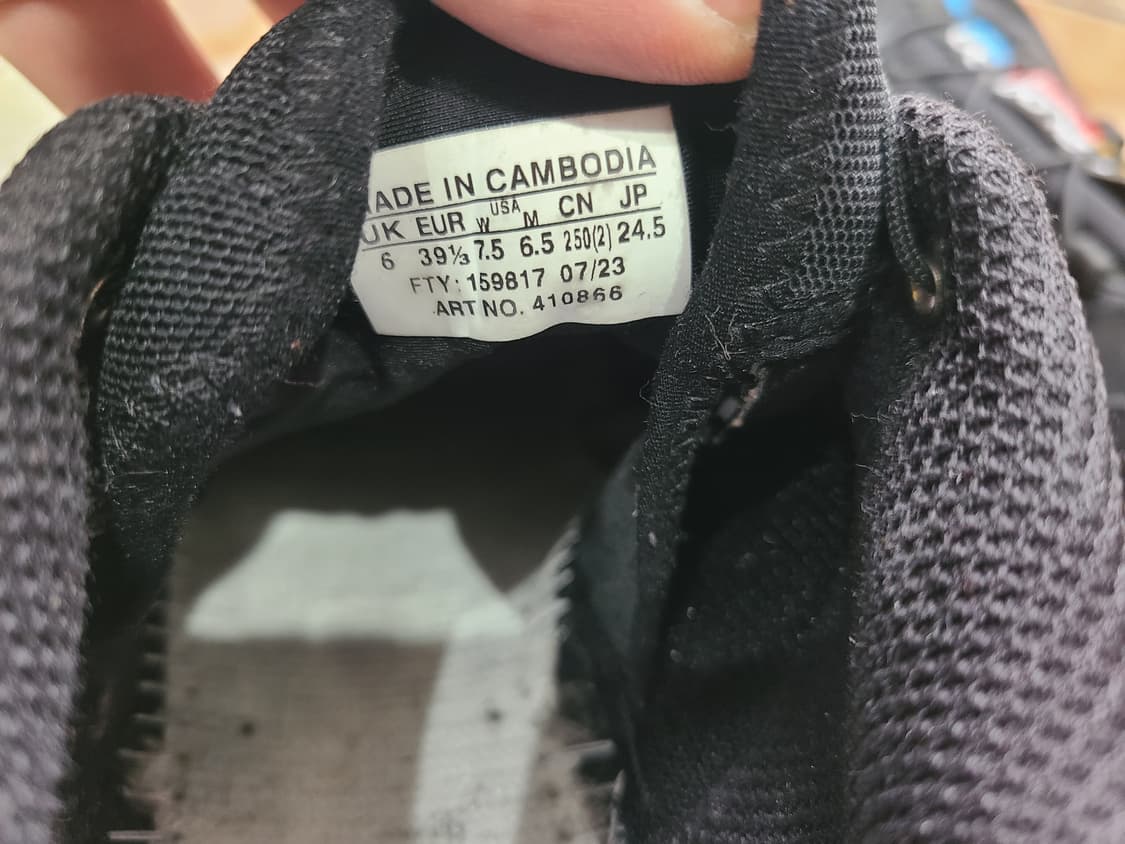 ADE IN CAMBODIA
UK EUR W USA M CN JP
6 39⅓ 7.5 6.5 250(2) 24.5
FTY: 159817 07/23
ART NO. 410866